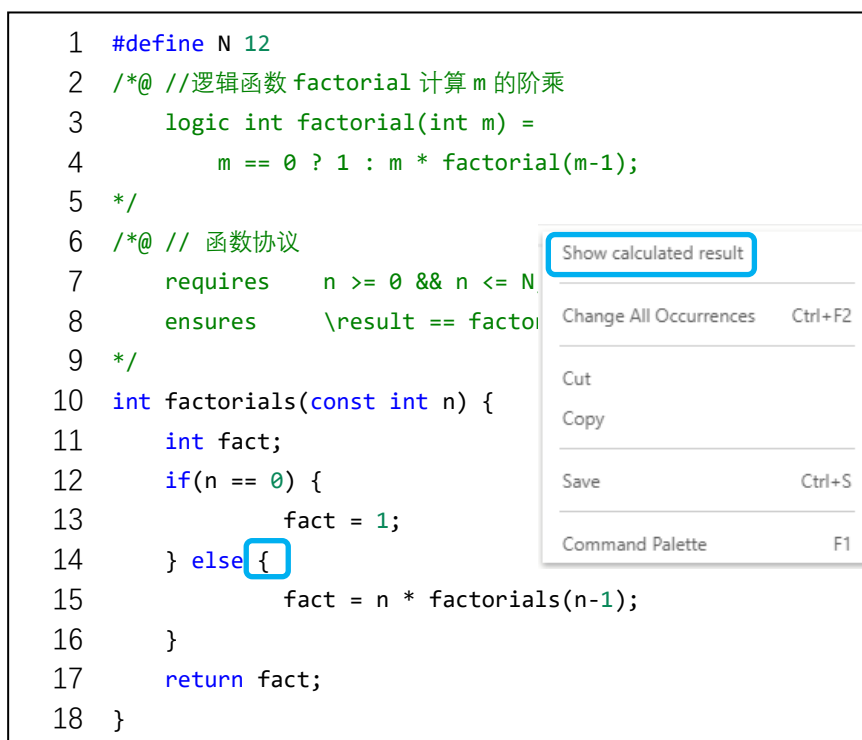 1 #define N 12
2 /*@ //逻辑函数 factorial 计算 m 的阶乘
3 logic int factorial(int m) =
4 m == 0 ? 1 : m * factorial(m-1);
5 */
6 /*@ // 函数协议
7 requires n >= 0 && n <= N
8 ensures \result == facto
9 */
10 int factorials(const int n) {
11 int fact;
12 if(n == 0) {
13 fact = 1;
14 } else {
15 fact = n * factorials(n-1);
16 }
17 return fact;
18 }
Show calculated result
Change All Occurrences Ctrl+F2
Cut
Copy
Save Ctrl+S
Command Palette F1